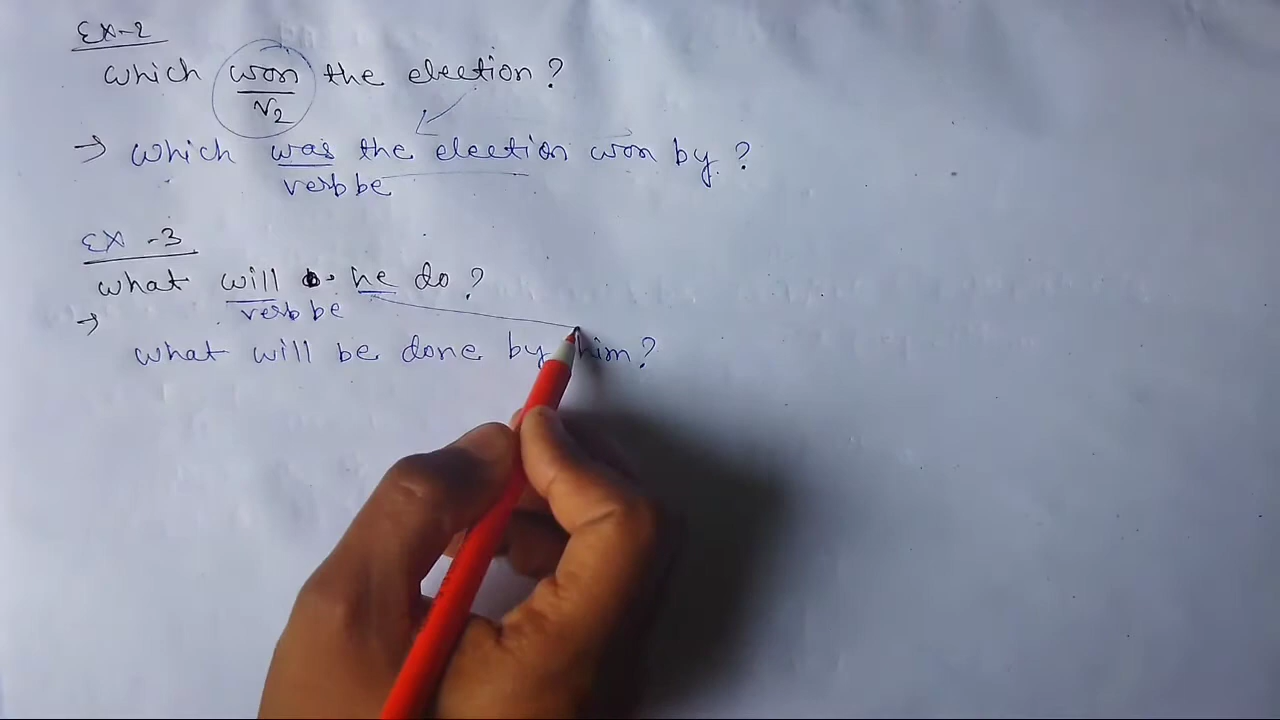 EX-2
which won the election?
V2
→ which was the election won by?
verb be
EX -3
what will he do?
verb be
→
what will be done by him?